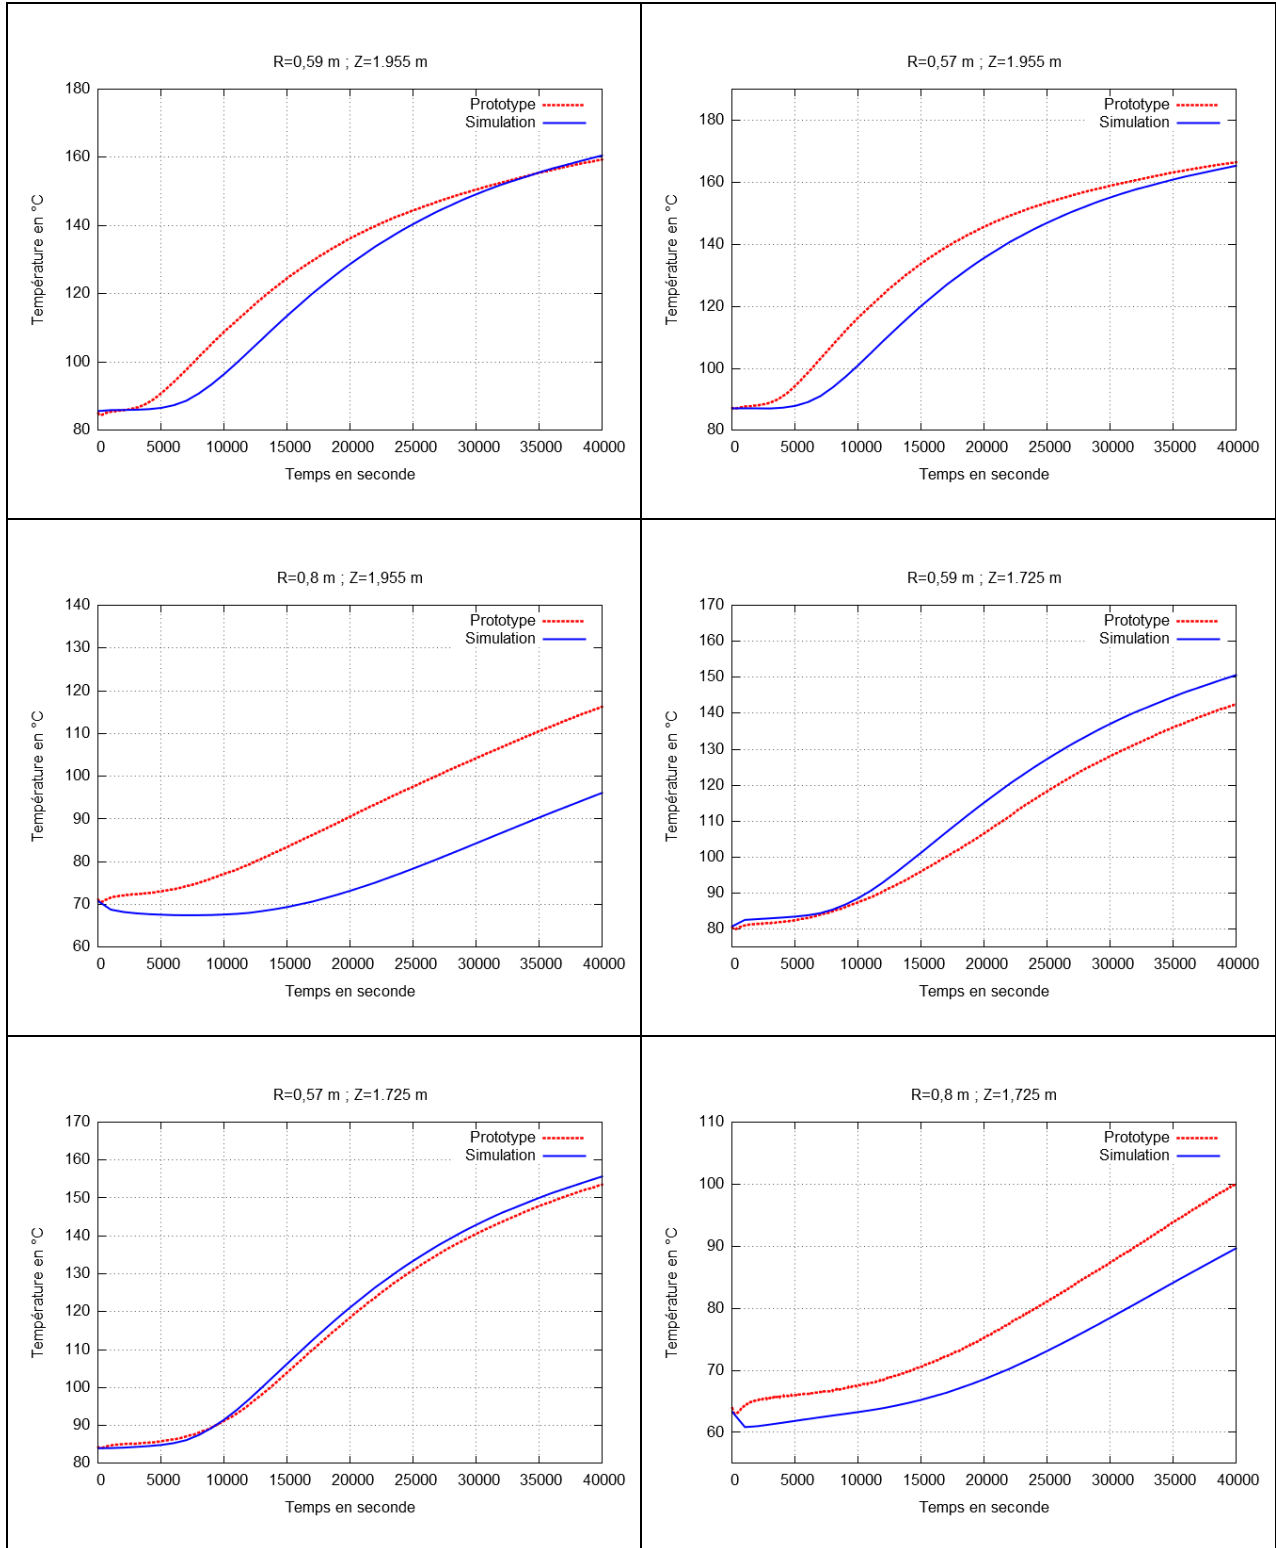 R=0,59 m ; Z=1.955 m
180
160
140
120
100
80
Température en °C
Prototype
Simulation
0 5000 10000 15000 20000 25000 30000 35000 40000
Temps en seconde
R=0,57 m ; Z=1.955 m
180
160
140
120
100
80
Température en °C
Prototype
Simulation
0 5000 10000 15000 20000 25000 30000 35000 40000
Temps en seconde
R=0,8 m ; Z=1,955 m
140
130
120
110
100
90
80
70
60
Température en °C
Prototype
Simulation
0 5000 10000 15000 20000 25000 30000 35000 40000
Temps en seconde
R=0,59 m ; Z=1.725 m
170
160
150
140
130
120
110
100
90
80
Température en °C
Prototype
Simulation
0 5000 10000 15000 20000 25000 30000 35000 40000
Temps en seconde
R=0,57 m ; Z=1.725 m
170
160
150
140
130
120
110
100
90
80
Température en °C
Prototype
Simulation
0 5000 10000 15000 20000 25000 30000 35000 40000
Temps en seconde
R=0,8 m ; Z=1,725 m
110
100
90
80
70
60
Température en °C
Prototype
Simulation
0 5000 10000 15000 20000 25000 30000 35000 40000
Temps en seconde